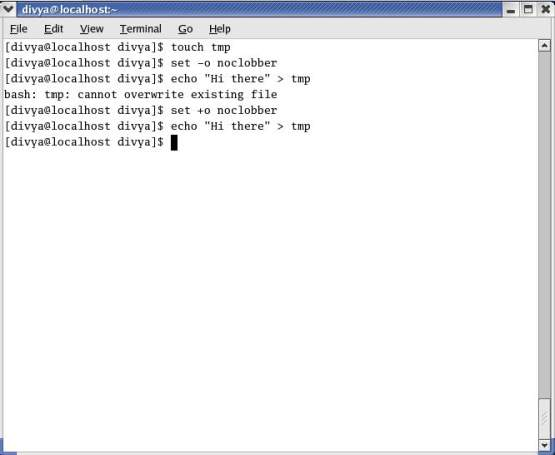 divya@localhost:~
File Edit View Terminal Go Help
[divya@localhost divya]$ touch tmp
[divya@localhost divya]$ set -o noclobber
[divya@localhost divya]$ echo "Hi there" > tmp
bash: tmp: cannot overwrite existing file
[divya@localhost divya]$ set +o noclobber
[divya@localhost divya]$ echo "Hi there" > tmp
[divya@localhost divya]$